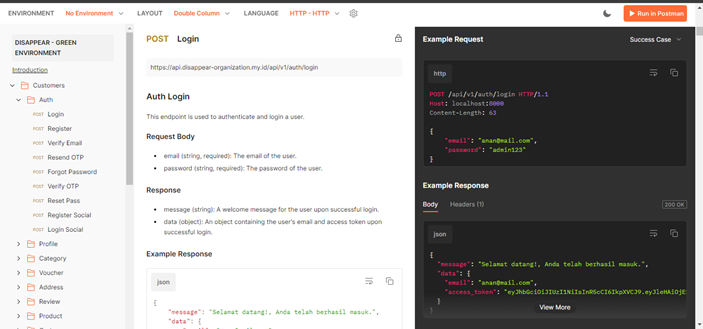 ENVIRONMENT No Environment LAYOUT Double Column LANGUAGE HTTP - HTTP Run in Postman
DISAPPEAR - GREEN
ENVIRONMENT
Introduction
Customers
Auth
POST Login
POST Register
POST Verify Email
POST Resend OTP
POST Forgot Password
POST Verify OTP
POST Reset Pass
POST Register Social
POST Login Social
Profile
Category
Voucher
Address
Review
Product
POST Login
https://api.disappear-organization.my.id/api/v1/auth/login
Auth Login
This endpoint is used to authenticate and login a user.
Request Body
email (string, required): The email of the user.
password (string, required): The password of the user.
Response
message (string): A welcome message for the user upon successful login.
data (object): An object containing the user's email and access token upon
successful login.
Example Response
json
{
"message": "Selamat datang!, Anda telah berhasil masuk.",
"data": {
Example Request Success Case
http
POST /api/v1/auth/login HTTP/1.1
Host: localhost:8000
Content-Length: 63
{
"email": "anan@mail.com",
"password": "admin123"
}
Example Response
Body Headers (1) 200 OK
json
{
"message": "Selamat datang!, Anda telah berhasil masuk.",
"data": {
"email": "anan@mail.com",
"access_token":
View More
}
}